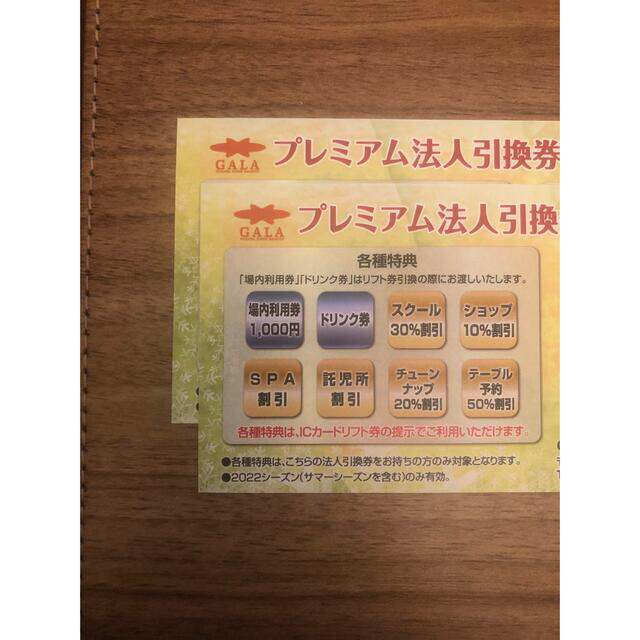 GALA
プレミアム法人引換券
GALA
プレミアム法人引換
各種特典
「場内利用券」「ドリンク券」はリフト券引換の際にお渡しいたします。
場内利用券
1,000円
ドリンク券
スクール
30%割引
ショップ
10%割引
SPA
割引
託児所
割引
チューン
ナップ
20%割引
テーブル
予約
50%割引
各種特典は、ICカードリフト券の提示でご利用いただけます。
●各種特典は、こちらの法人引換券をお持ちの方のみ対象となります。
●2022シーズン(サマーシーズンを含む)のみ有効。